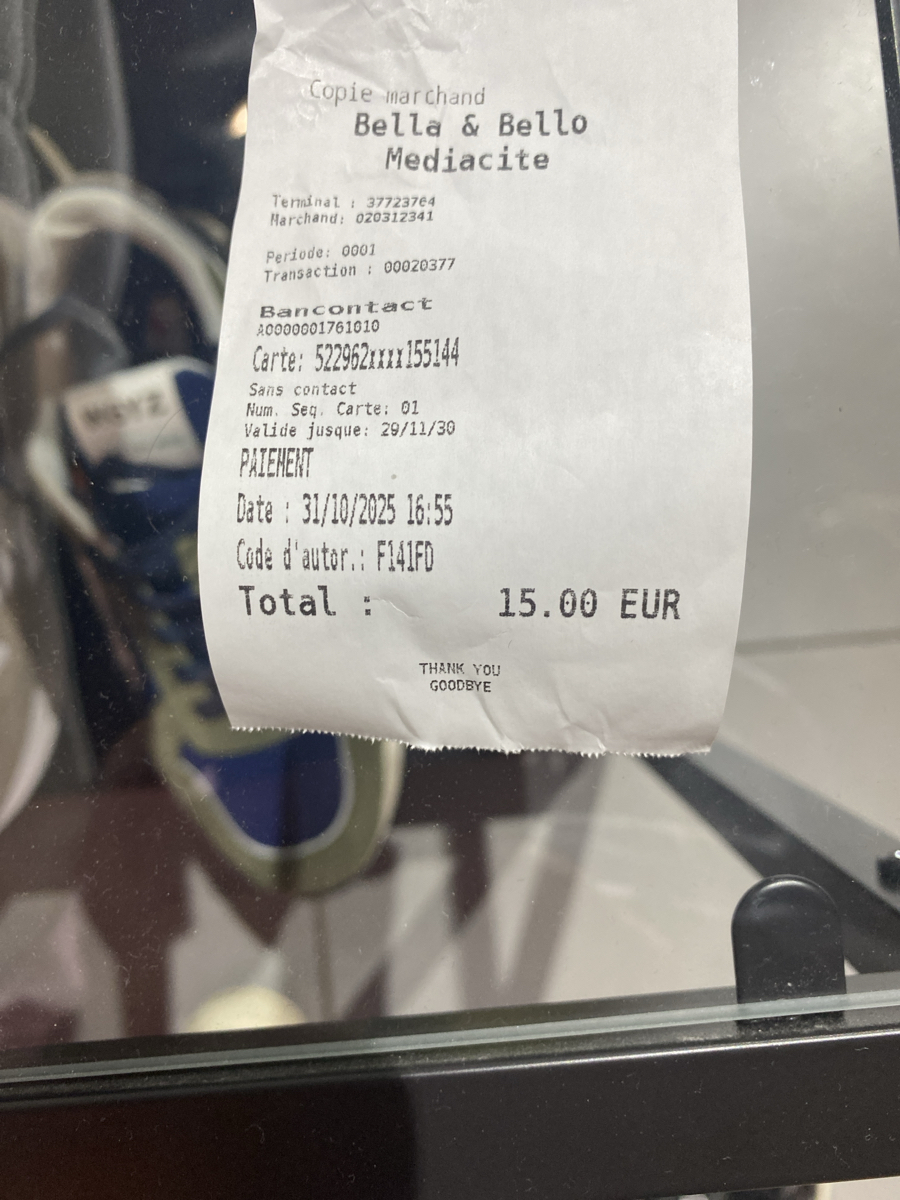 Copie marchand
Bella & Bello
Mediacite
Terminal : 37723764
Marchand: 020312341
Periode: 0001
Transaction : 00020377
Bancontact
A0000001761010
Carte: 522962xxxx155144
Sans contact
Num. Seq. Carte: 01
Valide jusque: 29/11/30
PAIEMENT
Date : 31/10/2025 16:55
Code d'autor.: F141FD
Total : 15.00 EUR
THANK YOU
GOODBYE